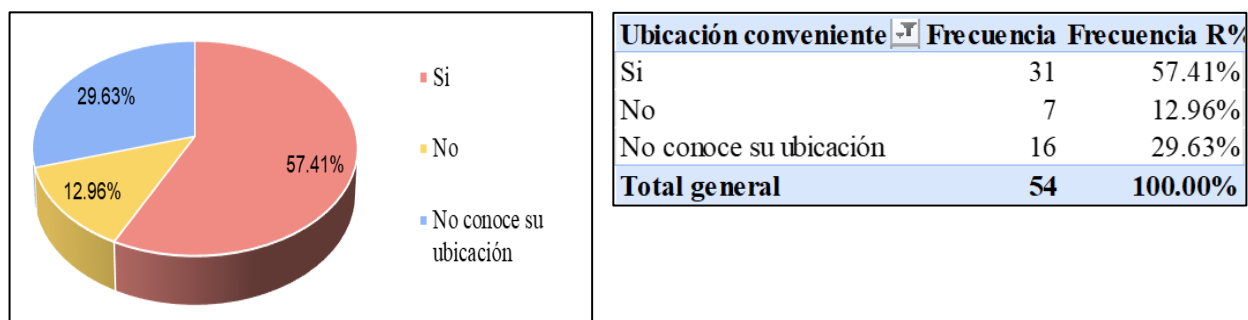 29.63%
12.96%
57.41%
Si
No
No conoce su
ubicación
Ubicación conveniente Frecuencia Frecuencia R%
Si 31 57.41%
No 7 12.96%
No conoce su ubicación 16 29.63%
Total general 54 100.00%